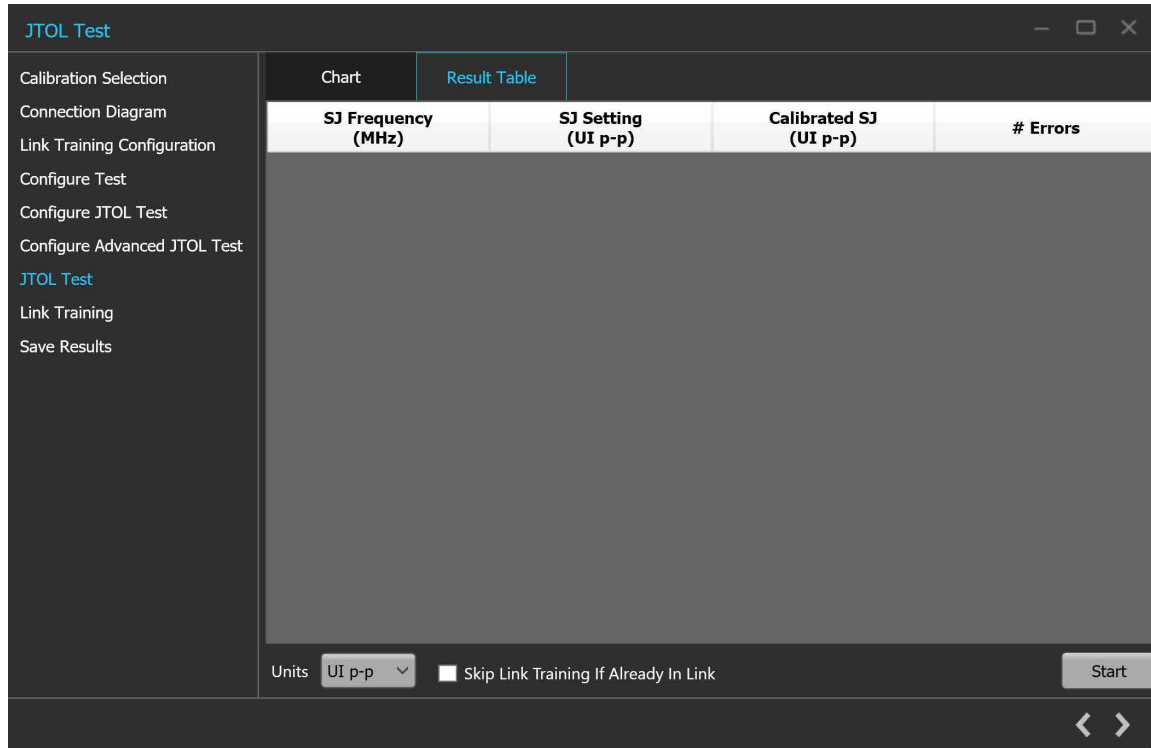 JTOL Test
Calibration Selection
Connection Diagram
Link Training Configuration
Configure Test
Configure JTOL Test
Configure Advanced JTOL Test
JTOL Test
Link Training
Save Results
Chart
Result Table
SJ Frequency
(MHz)
SJ Setting
(UI p-p)
Calibrated SJ
(UI p-p)
# Errors
Units
UI p-p
Skip Link Training If Already In Link
Start